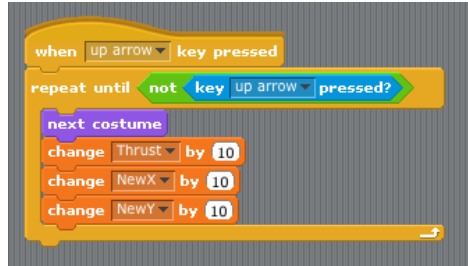 when up arrow key pressed
repeat until not key up arrow pressed?
next costume
change Thrust by 10
change NewX by 10
change NewY by 10